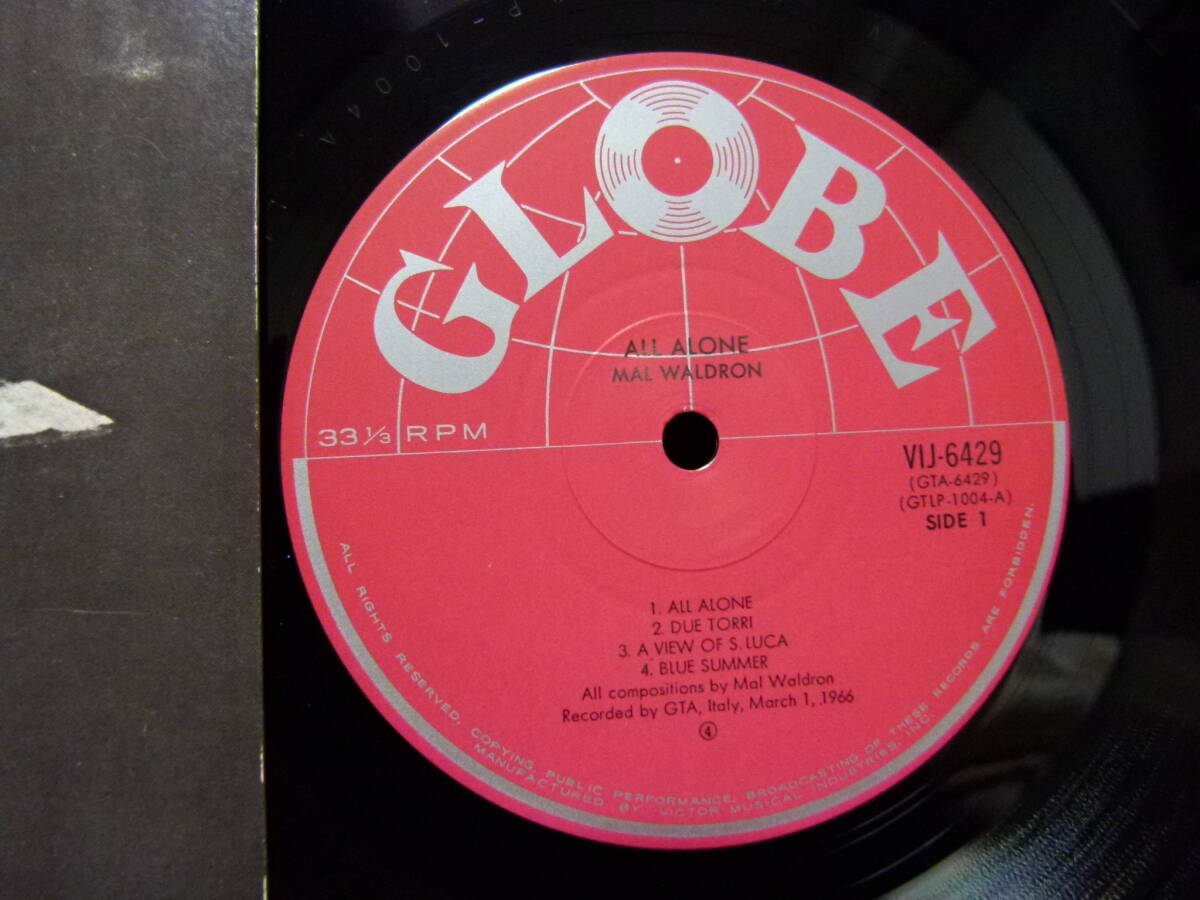 P-1004A
GLOBE
ALL ALONE
MAL WALDRON
33 1/3 RPM
VIJ-6429
(GTA-6429)
(GTLP-1004-A)
SIDE 1
1. ALL ALONE
2. DUE TORRI
3. A VIEW OF S. LUCA
4. BLUE SUMMER
All compositions by Mal Waldron
Recorded by GTA, Italy, March 1, 1966
④
ALL RIGHTS RESERVED. COPYING, PUBLIC PERFORMANCE, BROADCASTING OF THESE RECORDS ARE FORBIDDEN.
MANUFACTURED BY VICTOR MUSICAL INDUSTRIES, INC.